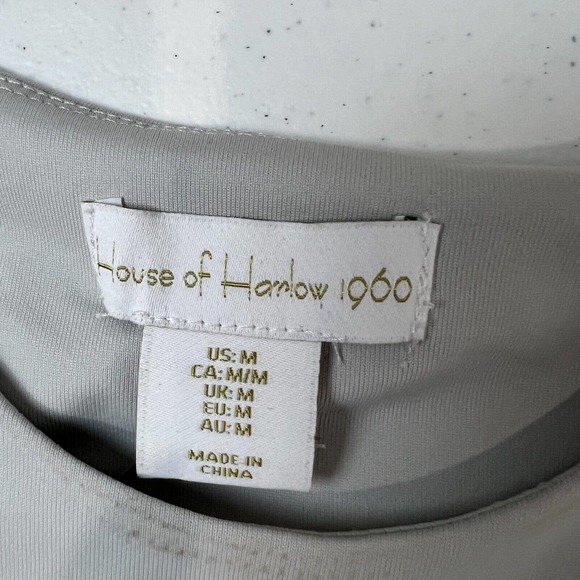 House of Harlow 1960
US: M
CA: M/M
UK: M
EU: M
AU: M
MADE IN
CHINA